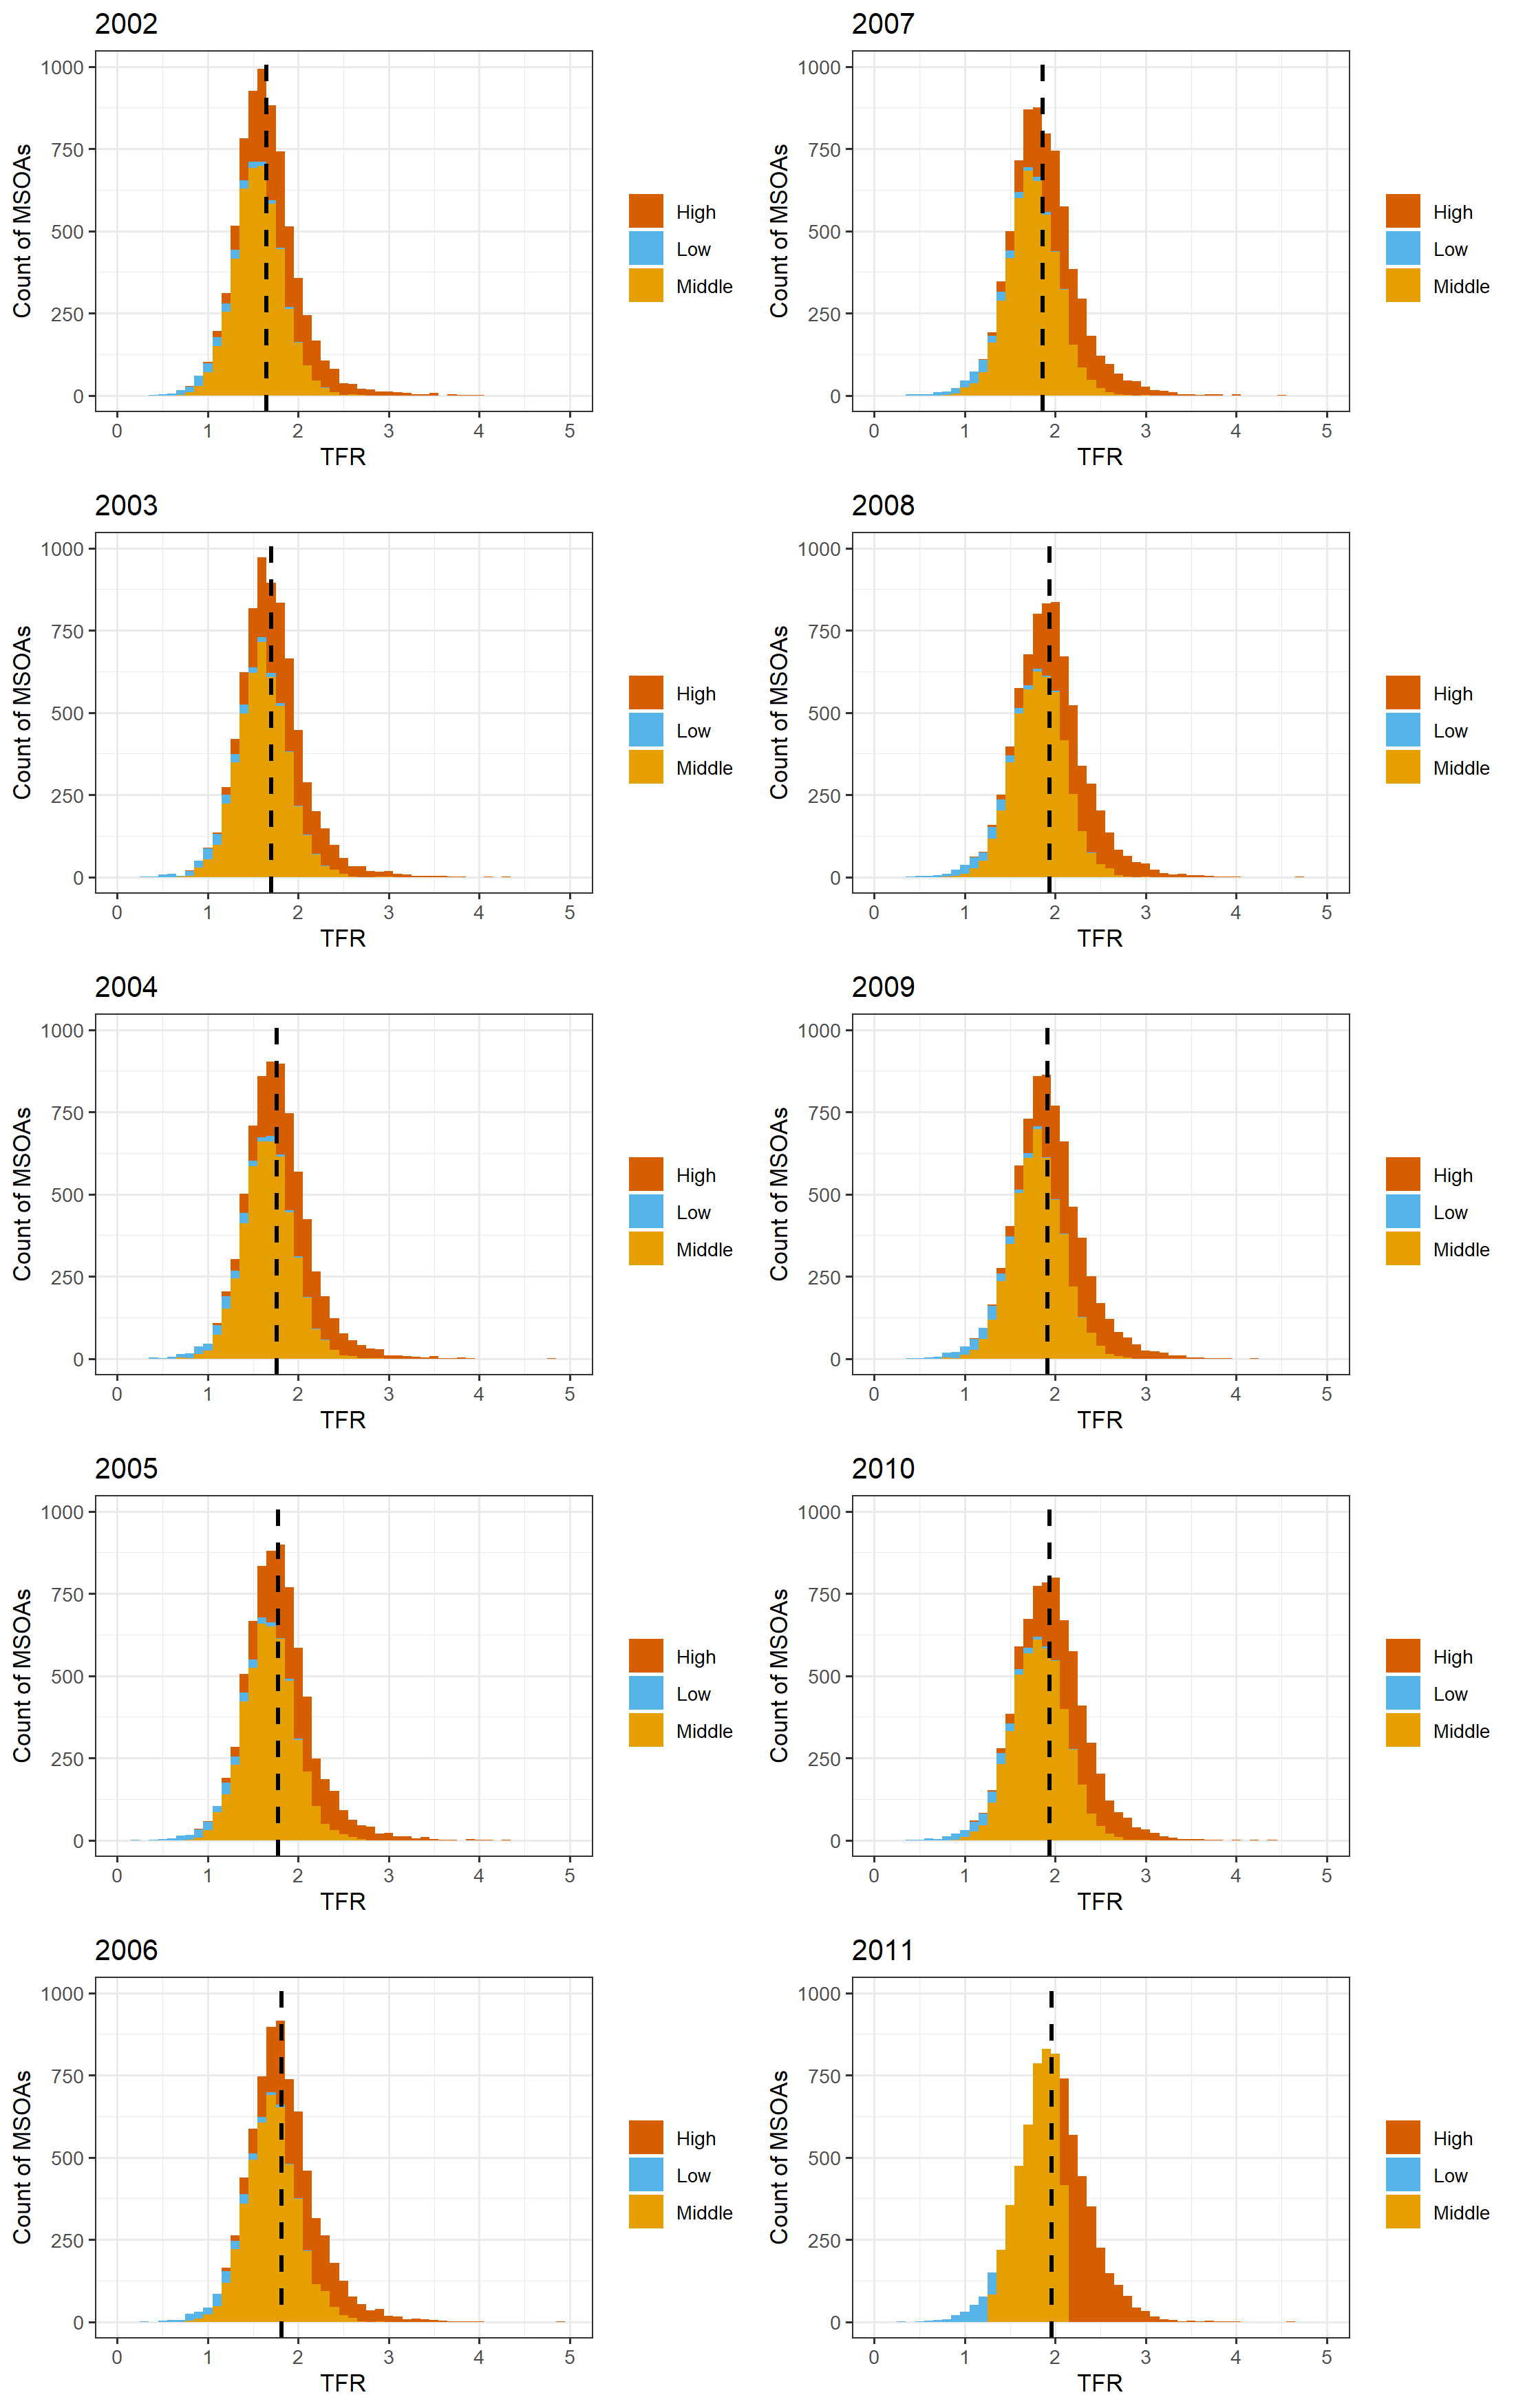 2002
Count of MSOAs
1000
750
500
250
0
0 1 2 3 4 5
TFR
High
Low
Middle
2007
Count of MSOAs
1000
750
500
250
0
0 1 2 3 4 5
TFR
High
Low
Middle
2003
Count of MSOAs
1000
750
500
250
0
0 1 2 3 4 5
TFR
High
Low
Middle
2008
Count of MSOAs
1000
750
500
250
0
0 1 2 3 4 5
TFR
High
Low
Middle
2004
Count of MSOAs
1000
750
500
250
0
0 1 2 3 4 5
TFR
High
Low
Middle
2009
Count of MSOAs
1000
750
500
250
0
0 1 2 3 4 5
TFR
High
Low
Middle
2005
Count of MSOAs
1000
750
500
250
0
0 1 2 3 4 5
TFR
High
Low
Middle
2010
Count of MSOAs
1000
750
500
250
0
0 1 2 3 4 5
TFR
High
Low
Middle
2006
Count of MSOAs
1000
750
500
250
0
0 1 2 3 4 5
TFR
High
Low
Middle
2011
Count of MSOAs
1000
750
500
250
0
0 1 2 3 4 5
TFR
High
Low
Middle